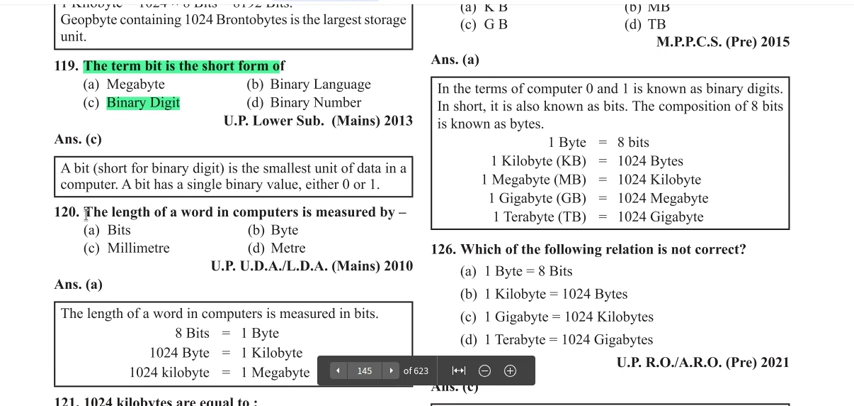 1 Kilobyte 1024 × 8 Bits 8192 Bits.
Geopbyte containing 1024 Brontobytes is the largest storage
unit.
119. The term bit is the short form of
(a) Megabyte (b) Binary Language
(c) Binary Digit (d) Binary Number
U.P. Lower Sub. (Mains) 2013
Ans. (c)
A bit (short for binary digit) is the smallest unit of data in a
computer. A bit has a single binary value, either 0 or 1.
120. The length of a word in computers is measured by –
(a) Bits (b) Byte
(c) Millimetre (d) Metre
U.P. U.D.A./L.D.A. (Mains) 2010
Ans. (a)
The length of a word in computers is measured in bits.
8 Bits = 1 Byte
1024 Byte = 1 Kilobyte
1024 kilobyte = 1 Megabyte
121. 1024 kilobytes are equal to :
(a) K B (b) MB
(c) G B (d) TB
M.P.P.C.S. (Pre) 2015
Ans. (a)
In the terms of computer 0 and 1 is known as binary digits.
In short, it is also known as bits. The composition of 8 bits
is known as bytes.
1 Byte = 8 bits
1 Kilobyte (KB) = 1024 Bytes
1 Megabyte (MB) = 1024 Kilobyte
1 Gigabyte (GB) = 1024 Megabyte
1 Terabyte (TB) = 1024 Gigabyte
126. Which of the following relation is not correct?
(a) 1 Byte = 8 Bits
(b) 1 Kilobyte = 1024 Bytes
(c) 1 Gigabyte = 1024 Kilobytes
(d) 1 Terabyte = 1024 Gigabytes
U.P. R.O./A.R.O. (Pre) 2021
Ans. (c)
145 of 623